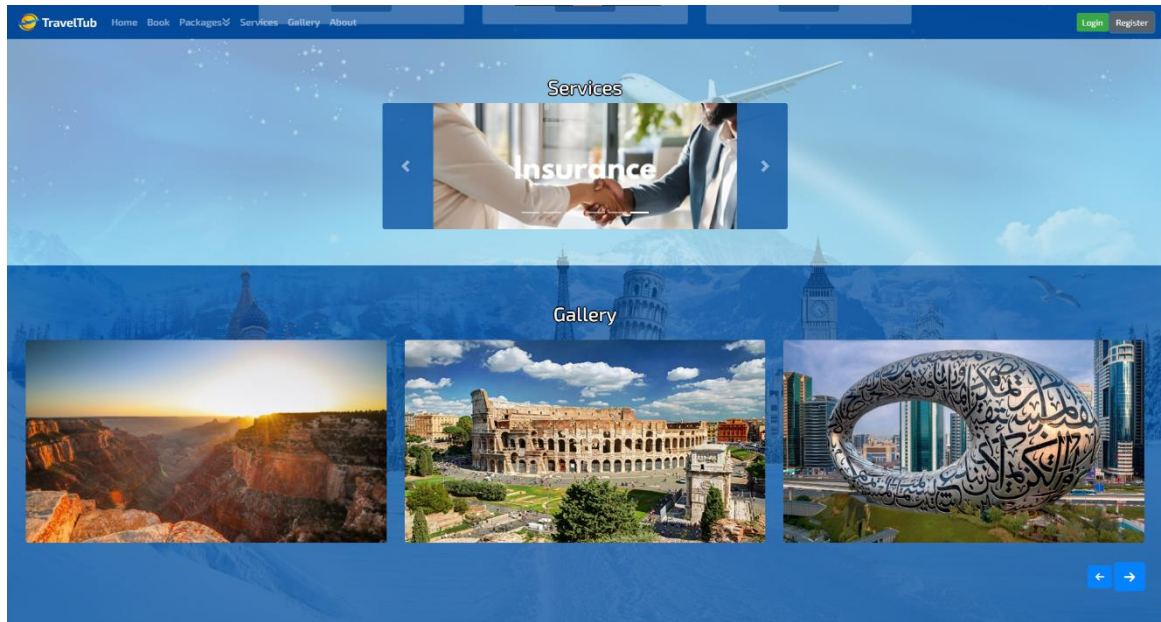 TravelTub Home Book Packages Services Gallery About Login Register
Services
Insurance
Gallery